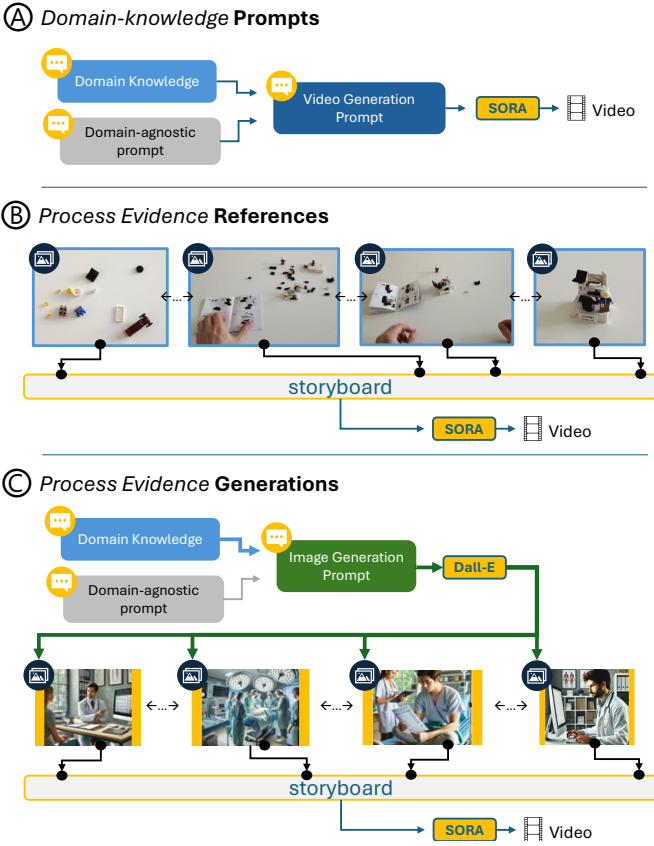 A Domain-knowledge Prompts
Domain Knowledge
Domain-agnostic
prompt
Video Generation
Prompt
SORA
Video
B Process Evidence References
←...→
←...→
←...→
storyboard
SORA
Video
C Process Evidence Generations
Domain Knowledge
Domain-agnostic
prompt
Image Generation
Prompt
Dall-E
←...→
←...→
←...→
storyboard
SORA
Video